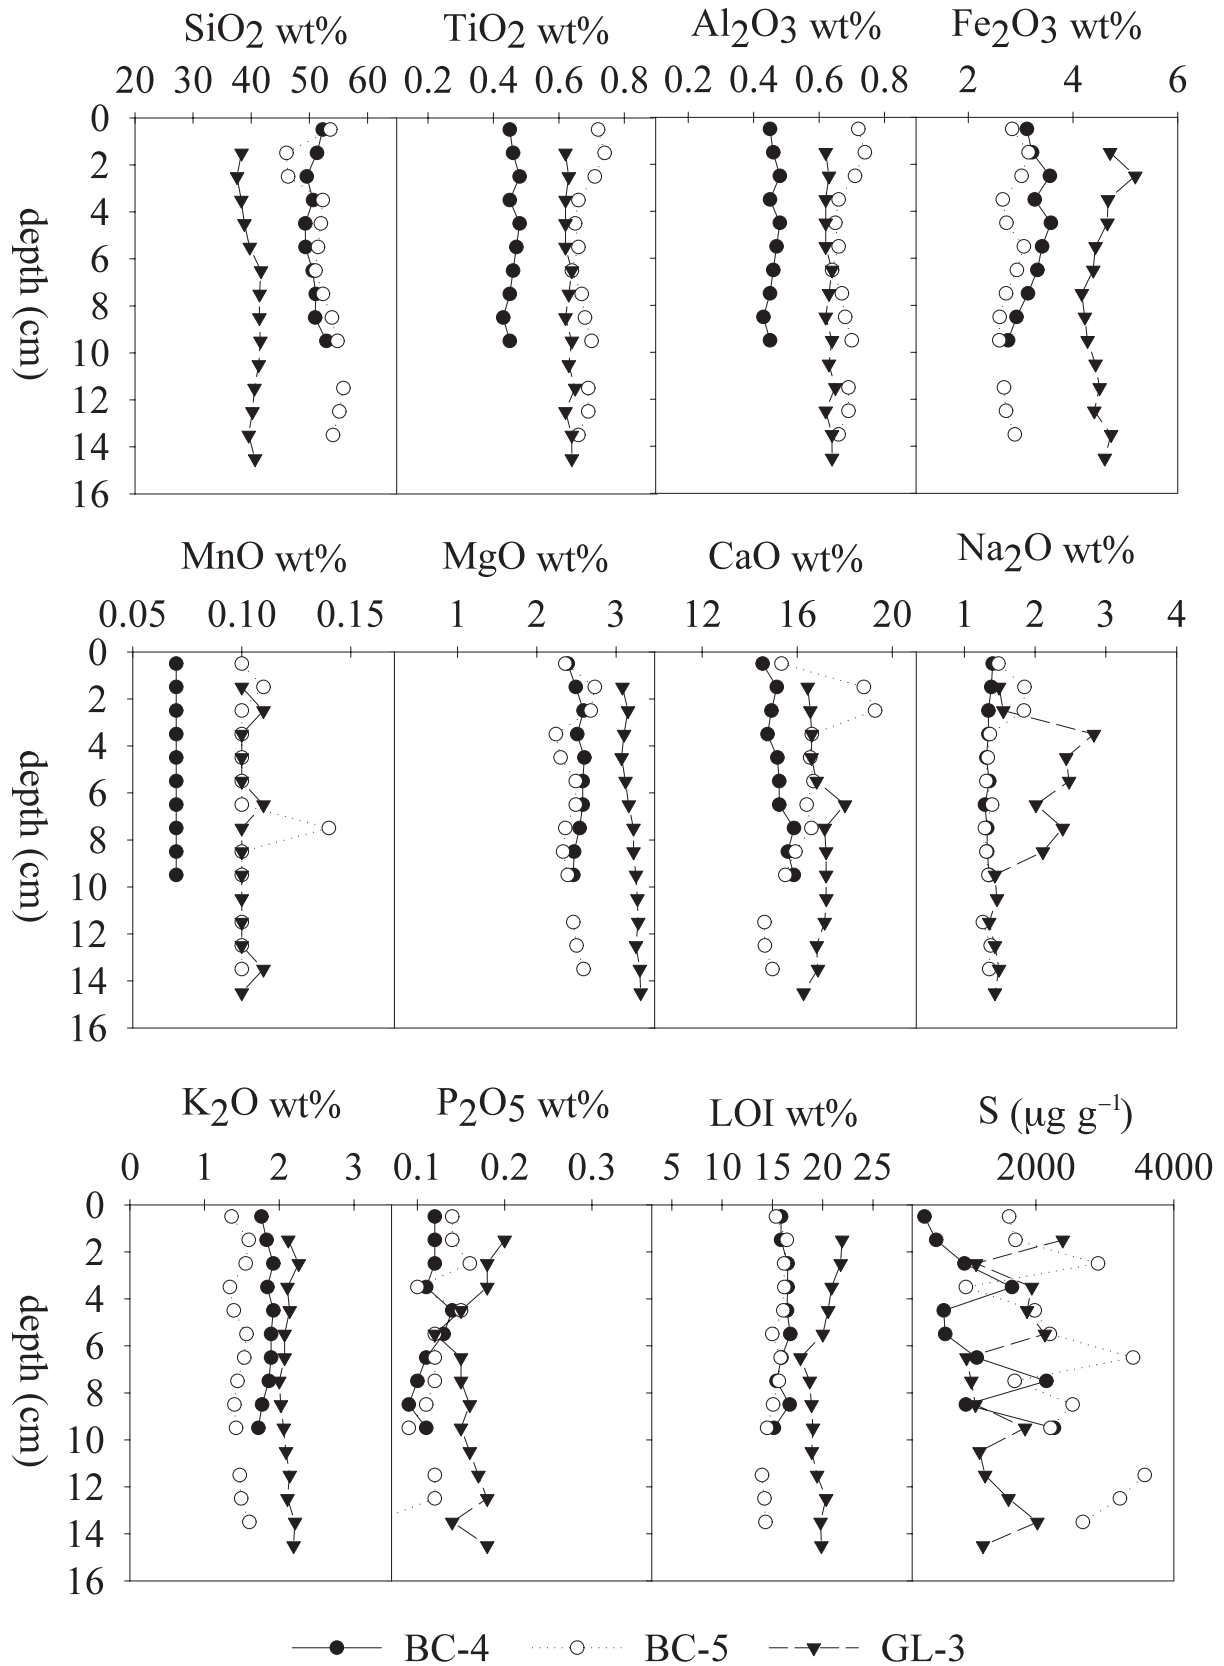 SiO2 wt% TiO2 wt% Al2O3 wt% Fe2O3 wt%
20 30 40 50 60 0.2 0.4 0.6 0.8 0.2 0.4 0.6 0.8 2 4 6
0
2
4
6
8
10
12
14
16
depth (cm)
MnO wt% MgO wt% CaO wt% Na2O wt%
0.05 0.10 0.15 1 2 3 12 16 20 1 2 3 4
0
2
4
6
8
10
12
14
16
depth (cm)
K2O wt% P2O5 wt% LOI wt% S (µg g−1)
0 1 2 3 0.1 0.2 0.3 5 10 15 20 25 2000 4000
0
2
4
6
8
10
12
14
16
depth (cm)
BC-4 BC-5 GL-3